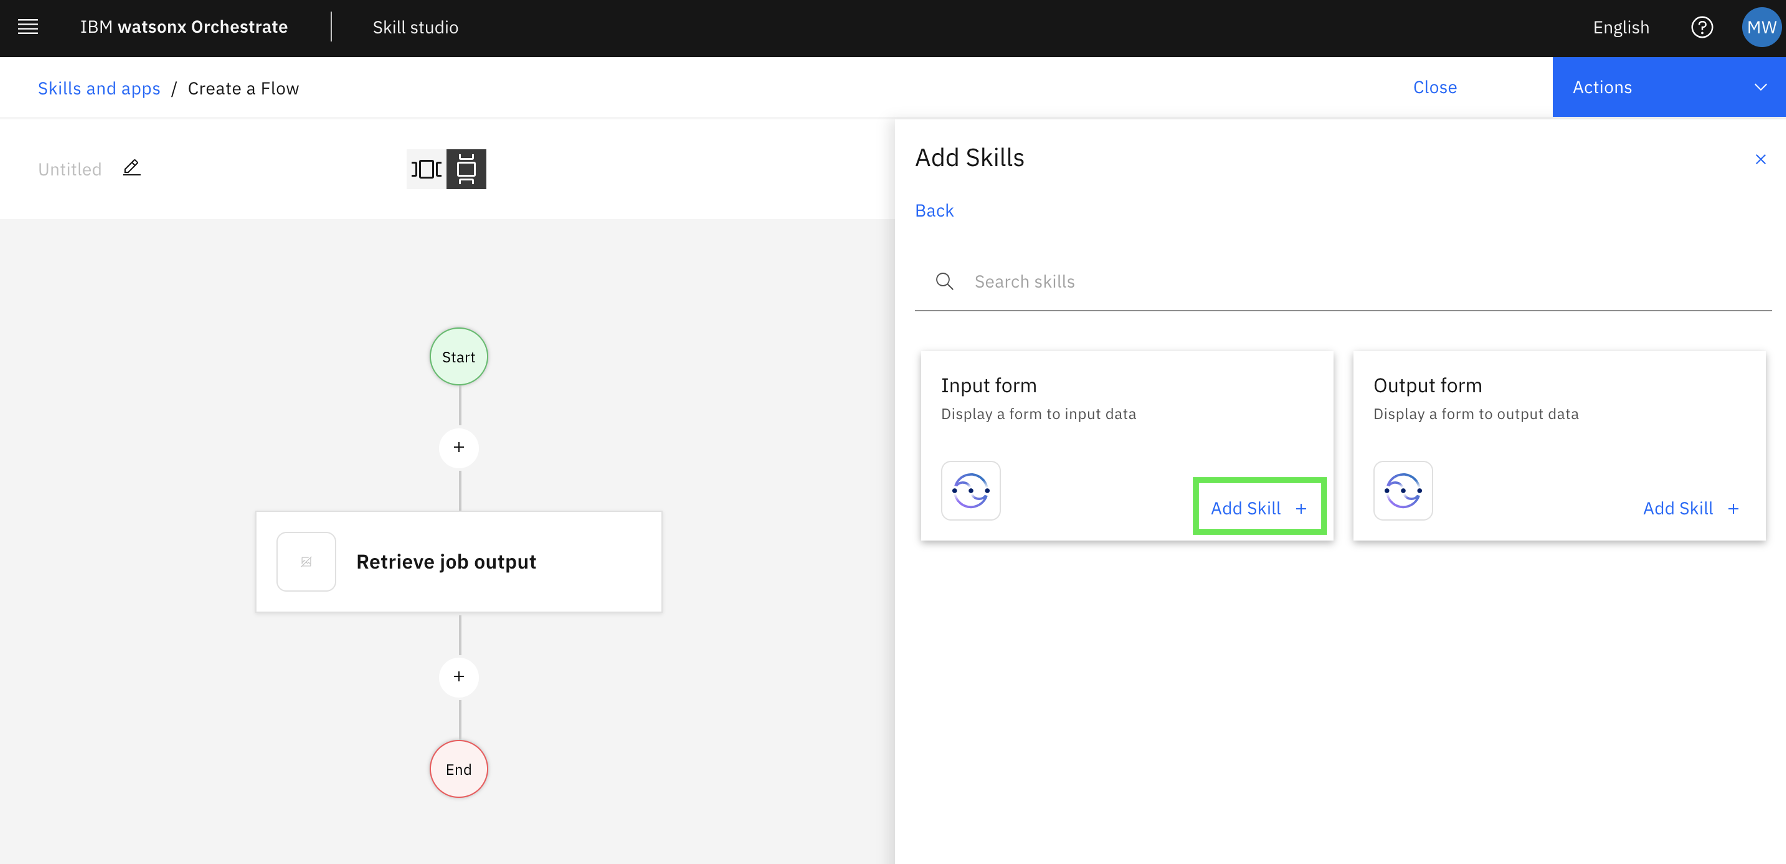 IBM watsonx Orchestrate
Skill studio
English
MW
Skills and apps / Create a Flow
Close
Actions
Untitled
Add Skills
Back
Search skills
Input form
Display a form to input data
Add Skill +
Output form
Display a form to output data
Add Skill +
Start
+
Retrieve job output
+
End